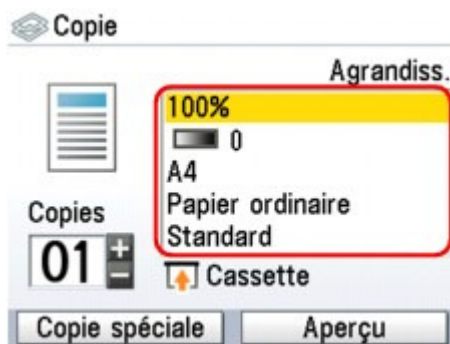 Copie
Agrandiss.
100%
0
A4
Papier ordinaire
Standard
Copies
01 + -
Cassette
Copie spéciale
Aperçu